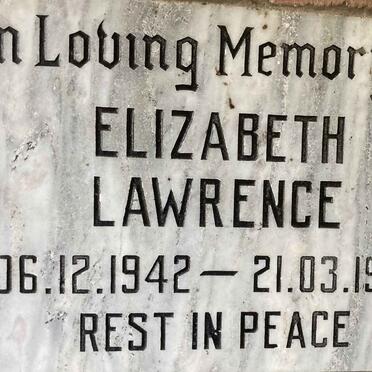 n Loving Memor
ELIZABETH
LAWRENCE
06.12.1942 — 21.03.19
REST IN PEACE